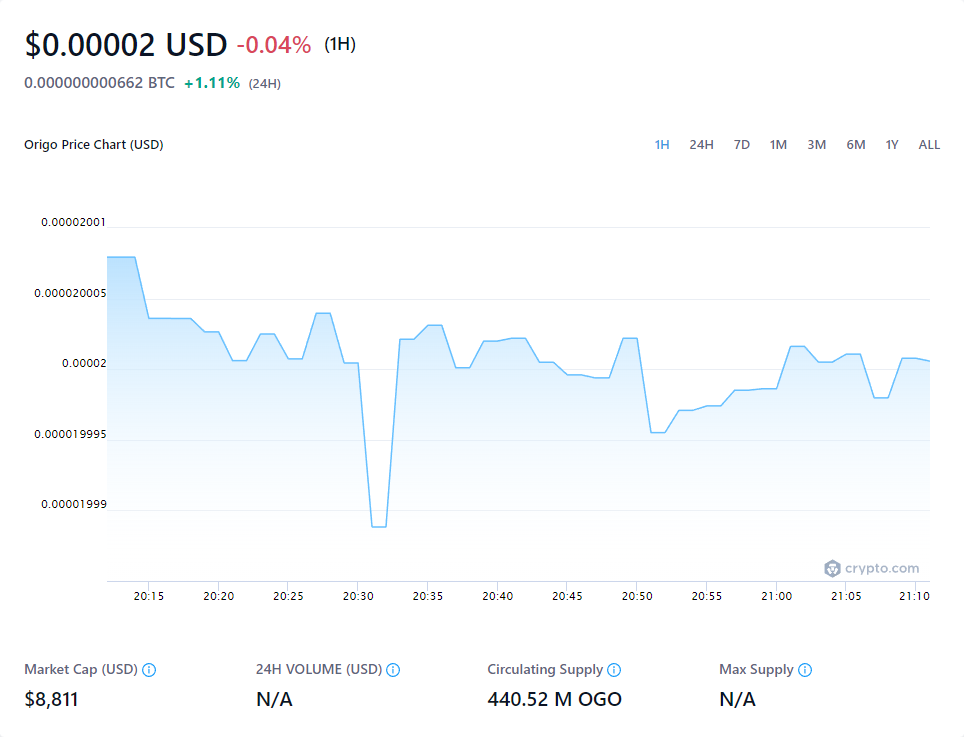 $0.00002 USD -0.04% (1H)
0.000000000662 BTC +1.11% (24H)
Origo Price Chart (USD) 1H 24H 7D 1M 3M 6M 1Y ALL
0.00002001
0.000020005
0.00002
0.000019995
0.00001999
crypto.com
20:15 20:20 20:25 20:30 20:35 20:40 20:45 20:50 20:55 21:00 21:05 21:10
Market Cap (USD) 24H VOLUME (USD) Circulating Supply Max Supply
$8,811 N/A 440.52 M OGO N/A